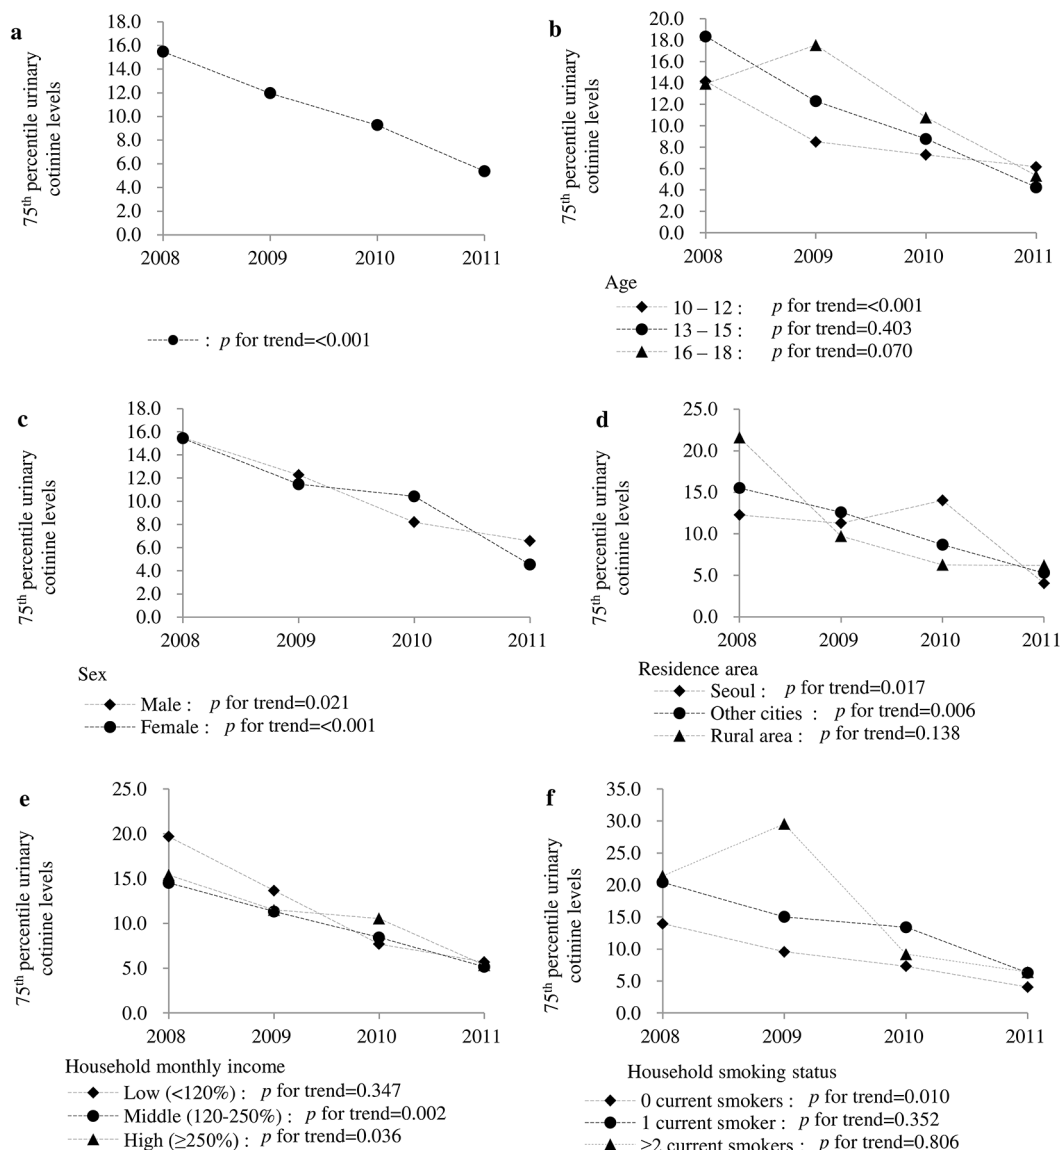 a
18.0
16.0
14.0
12.0
10.0
8.0
6.0
4.0
2.0
0.0
75th percentile urinary
cotinine levels
2008 2009 2010 2011
: p for trend=<0.001
b
20.0
18.0
16.0
14.0
12.0
10.0
8.0
6.0
4.0
2.0
0.0
75th percentile urinary
cotinine levels
2008 2009 2010 2011
Age
10 – 12 : p for trend=<0.001
13 – 15 : p for trend=0.403
16 – 18 : p for trend=0.070
c
18.0
16.0
14.0
12.0
10.0
8.0
6.0
4.0
2.0
0.0
75th percentile urinary
cotinine levels
2008 2009 2010 2011
Sex
Male : p for trend=0.021
Female : p for trend=<0.001
d
25.0
20.0
15.0
10.0
5.0
0.0
75th percentile urinary
cotinine levels
2008 2009 2010 2011
Residence area
Seoul : p for trend=0.017
Other cities : p for trend=0.006
Rural area : p for trend=0.138
e
25.0
20.0
15.0
10.0
5.0
0.0
75th percentile urinary
cotinine levels
2008 2009 2010 2011
Household monthly income
Low (<120%) : p for trend=0.347
Middle (120-250%) : p for trend=0.002
High (≥250%) : p for trend=0.036
f
35.0
30.0
25.0
20.0
15.0
10.0
5.0
0.0
75th percentile urinary
cotinine levels
2008 2009 2010 2011
Household smoking status
0 current smokers : p for trend=0.010
1 current smoker : p for trend=0.352
>2 current smokers : p for trend=0.806